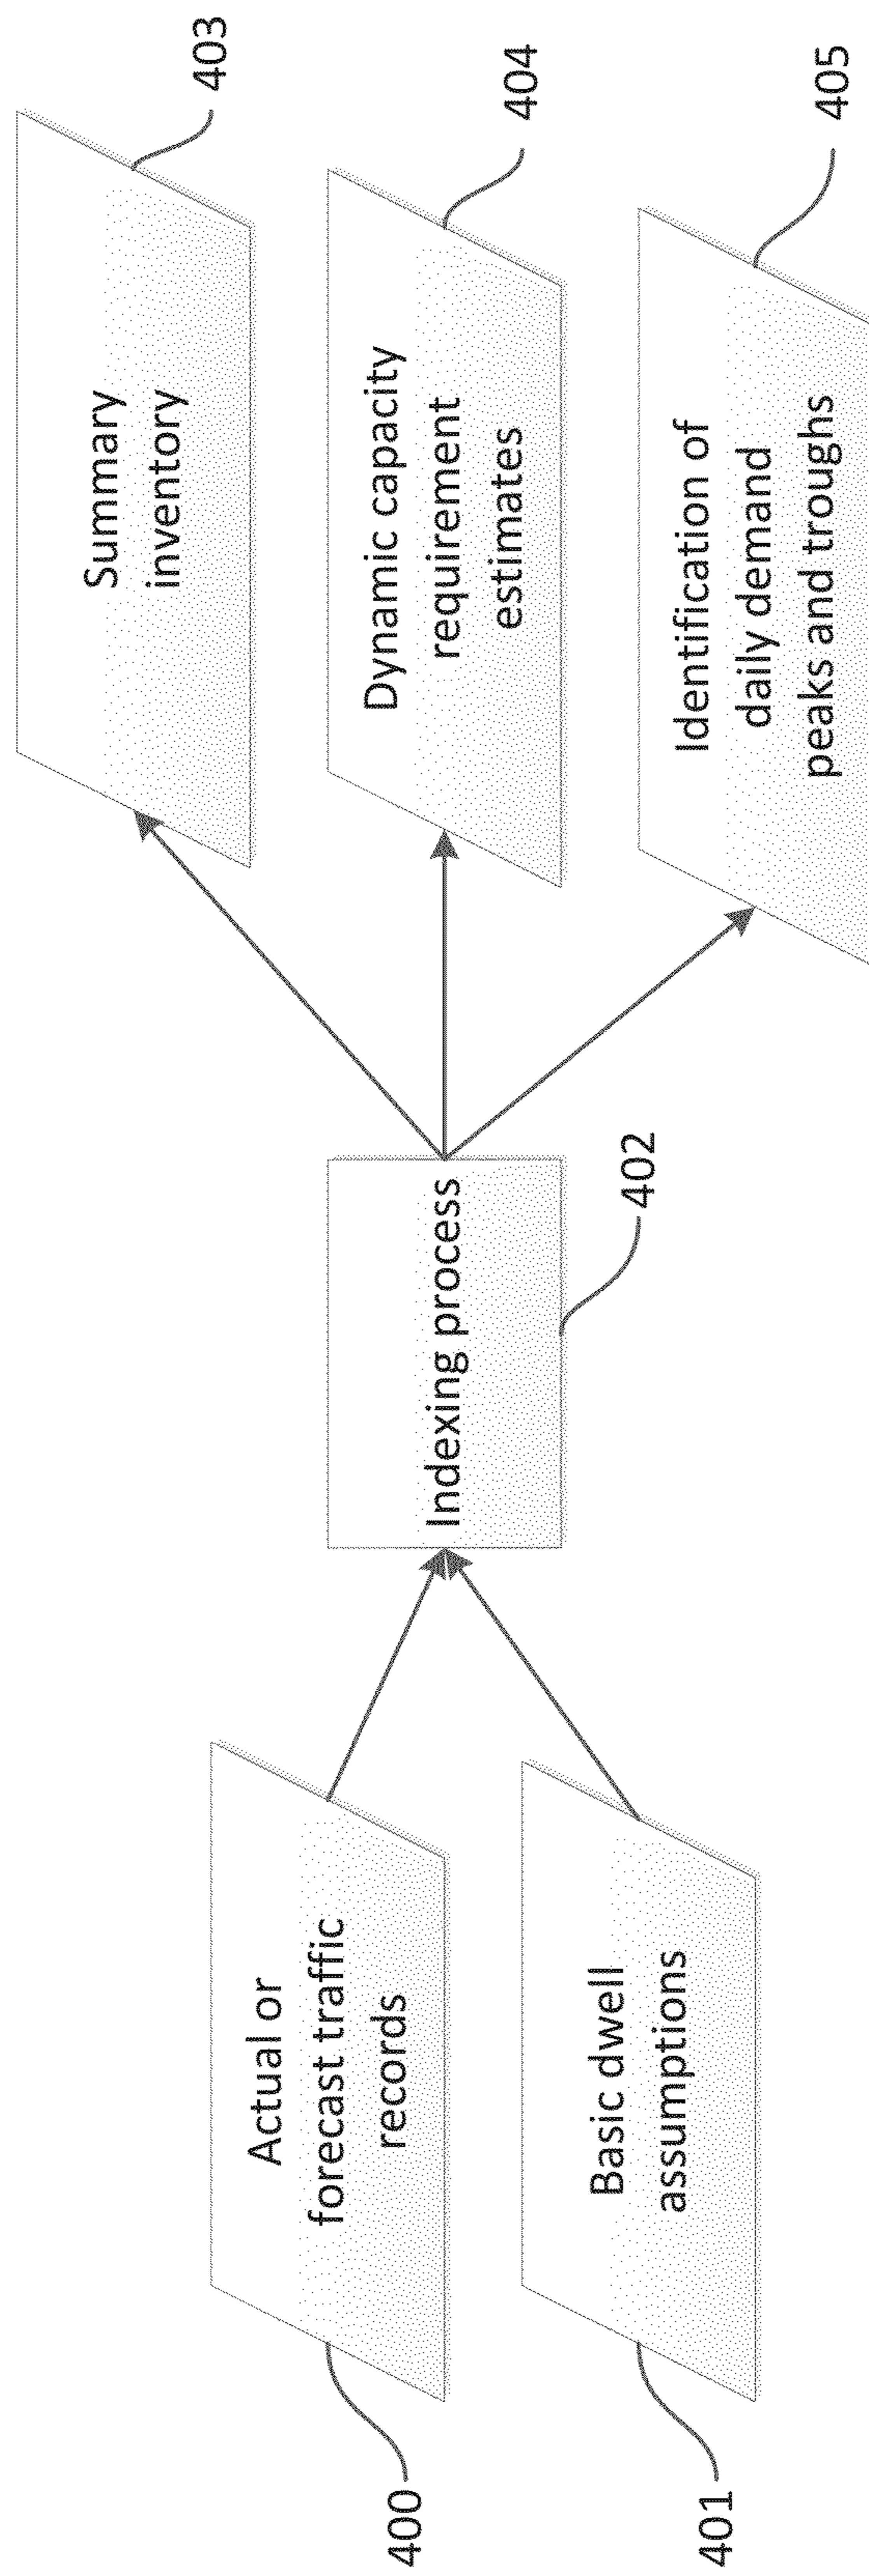 400
Actual or
forecast traffic
records
401
Basic dwell
assumptions
Indexing process
402
Summary
inventory
403
Dynamic capacity
requirement
estimates
404
Identification of
daily demand
peaks and troughs
405